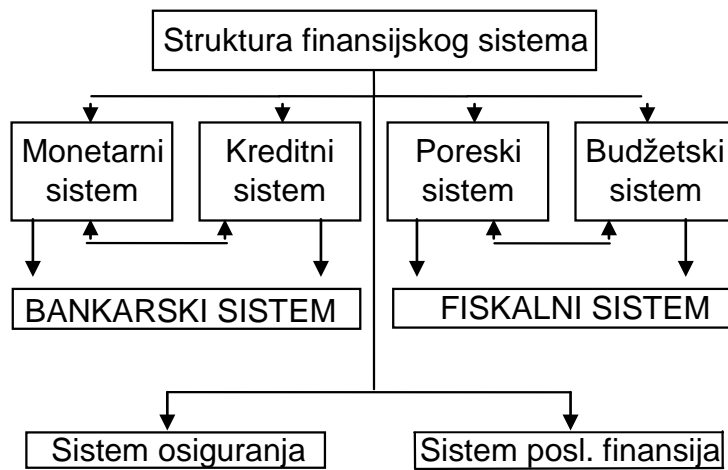 Struktura finansijskog sistema
Monetarni
sistem
Kreditni
sistem
Poreski
sistem
Budžetski
sistem
BANKARSKI SISTEM
FISKALNI SISTEM
Sistem osiguranja
Sistem posl. finansija